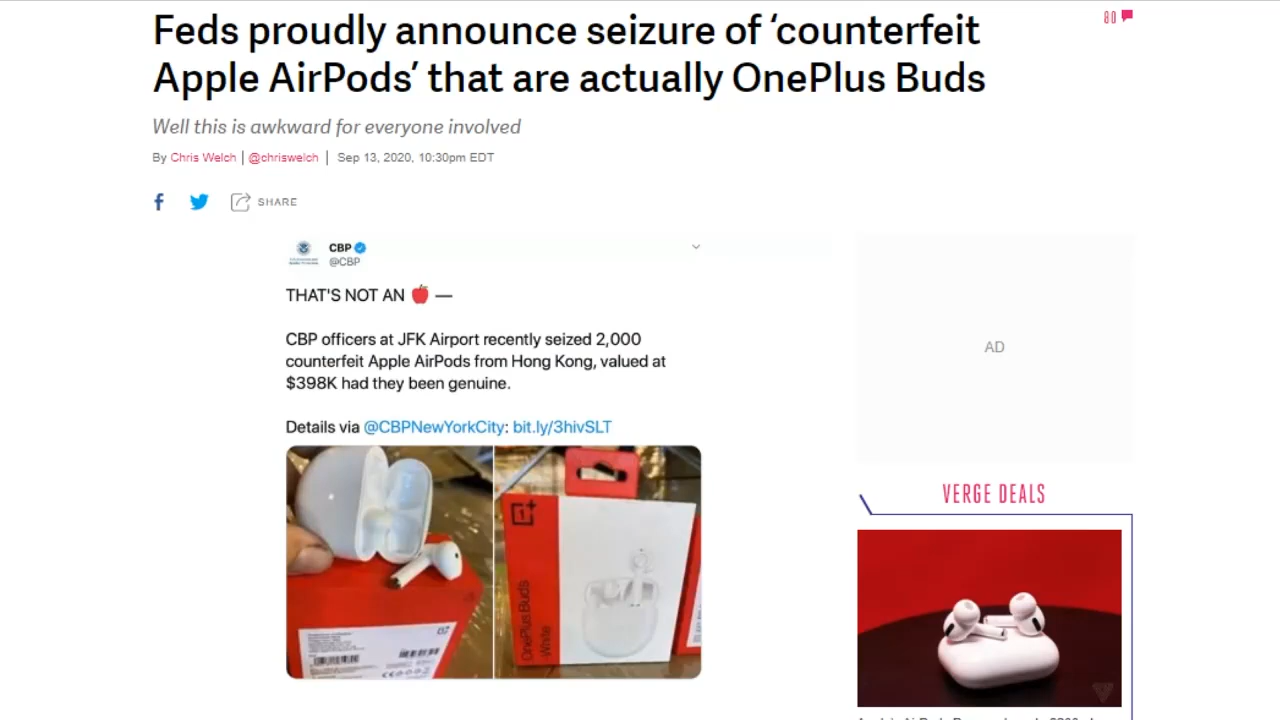 Feds proudly announce seizure of ‘counterfeit
80
Apple AirPods’ that are actually OnePlus Buds
Well this is awkward for everyone involved
By Chris Welch | @chriswelch | Sep 13, 2020, 10:30pm EDT
SHARE
CBP
@CBP
THAT'S NOT AN 🍎 —
CBP officers at JFK Airport recently seized 2,000
counterfeit Apple AirPods from Hong Kong, valued at
$398K had they been genuine.
Details via @CBPNewYorkCity: bit.ly/3hivSLT
OnePlus Buds
White
AD
VERGE DEALS